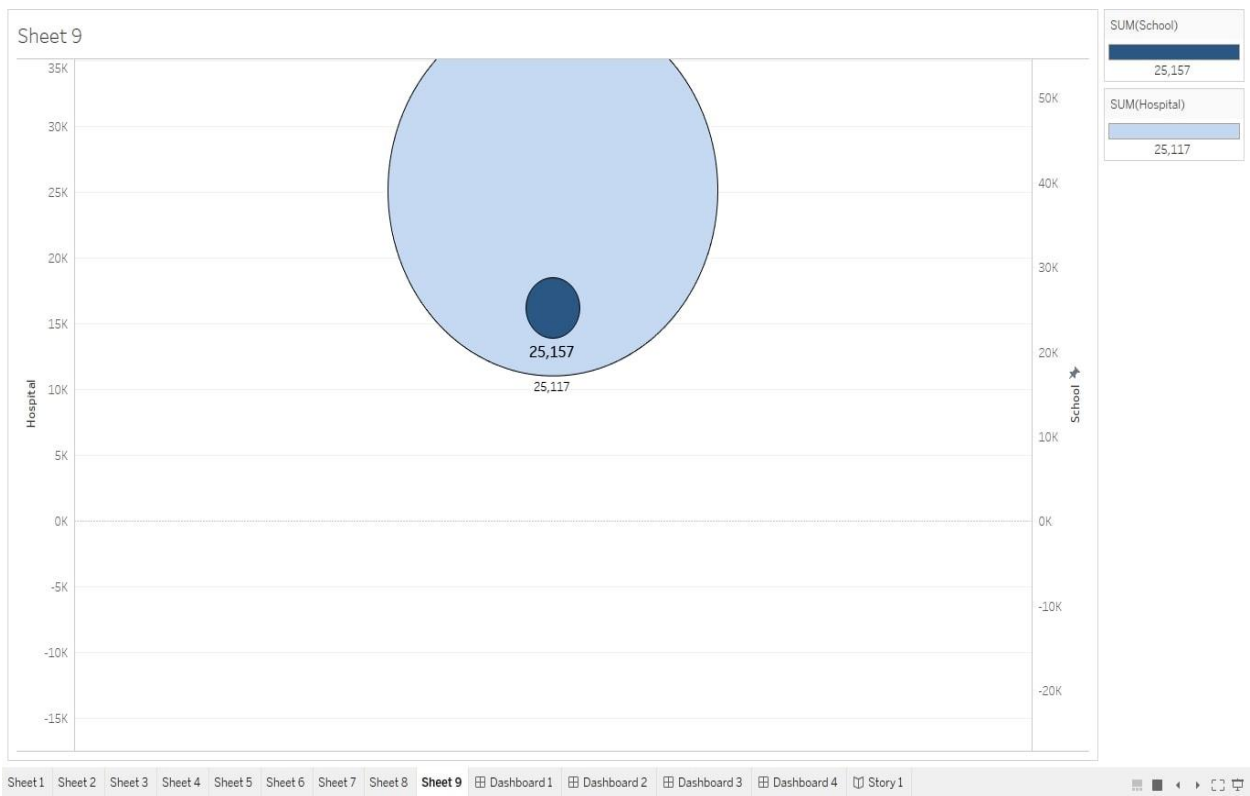 Sheet 9
35K
30K
25K
20K
15K
10K
5K
0K
-5K
-10K
-15K
Hospital
25,157
25,117
50K
40K
30K
20K
10K
0K
-10K
-20K
School
SUM(School)
25,157
SUM(Hospital)
25,117
Sheet 1 Sheet 2 Sheet 3 Sheet 4 Sheet 5 Sheet 6 Sheet 7 Sheet 8 Sheet 9 Dashboard 1 Dashboard 2 Dashboard 3 Dashboard 4 Story 1